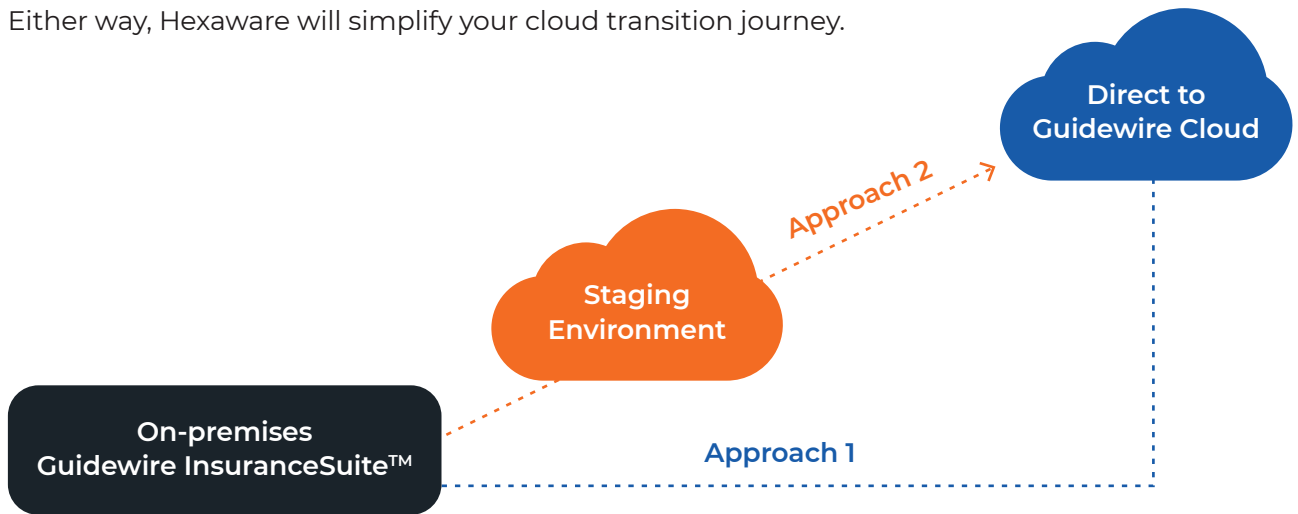 Either way, Hexaware will simplify your cloud transition journey.
Direct to
Guidewire Cloud
Approach 2
Staging
Environment
On-premises
Guidewire InsuranceSuite™
Approach 1